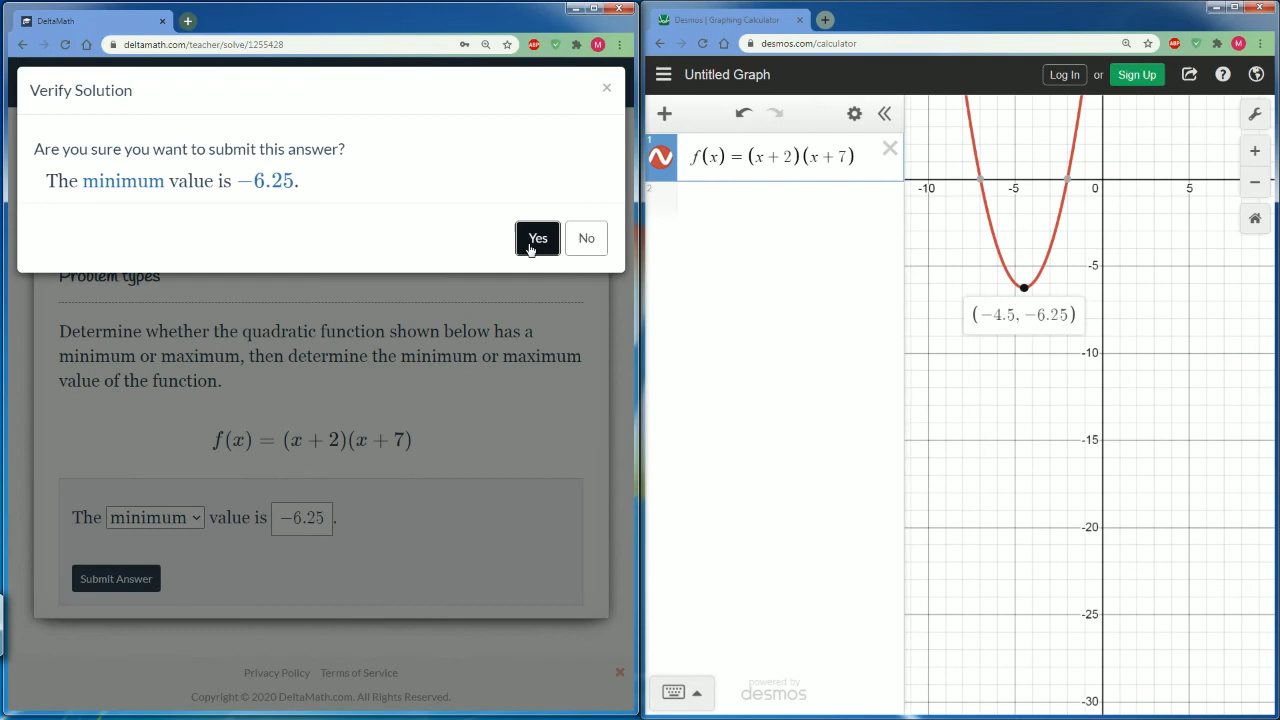 DeltaMath
deltamath.com/teacher/solve/1255428
ABP
M
Verify Solution
Are you sure you want to submit this answer?
The minimum value is −6.25.
Yes
No
Problem types
Determine whether the quadratic function shown below has a
minimum or maximum, then determine the minimum or maximum
value of the function.
f(x) = (x + 2)(x + 7)
The minimum value is −6.25.
Submit Answer
Privacy Policy Terms of Service
Copyright © 2020 DeltaMath.com. All Rights Reserved.
Desmos | Graphing Calculator
desmos.com/calculator
ABP
M
Untitled Graph
Log In or Sign Up
1
f(x) = (x + 2)(x + 7)
2
-10
-5
0
5
-5
(−4.5, −6.25)
-10
-15
-20
-25
-30
powered by
desmos